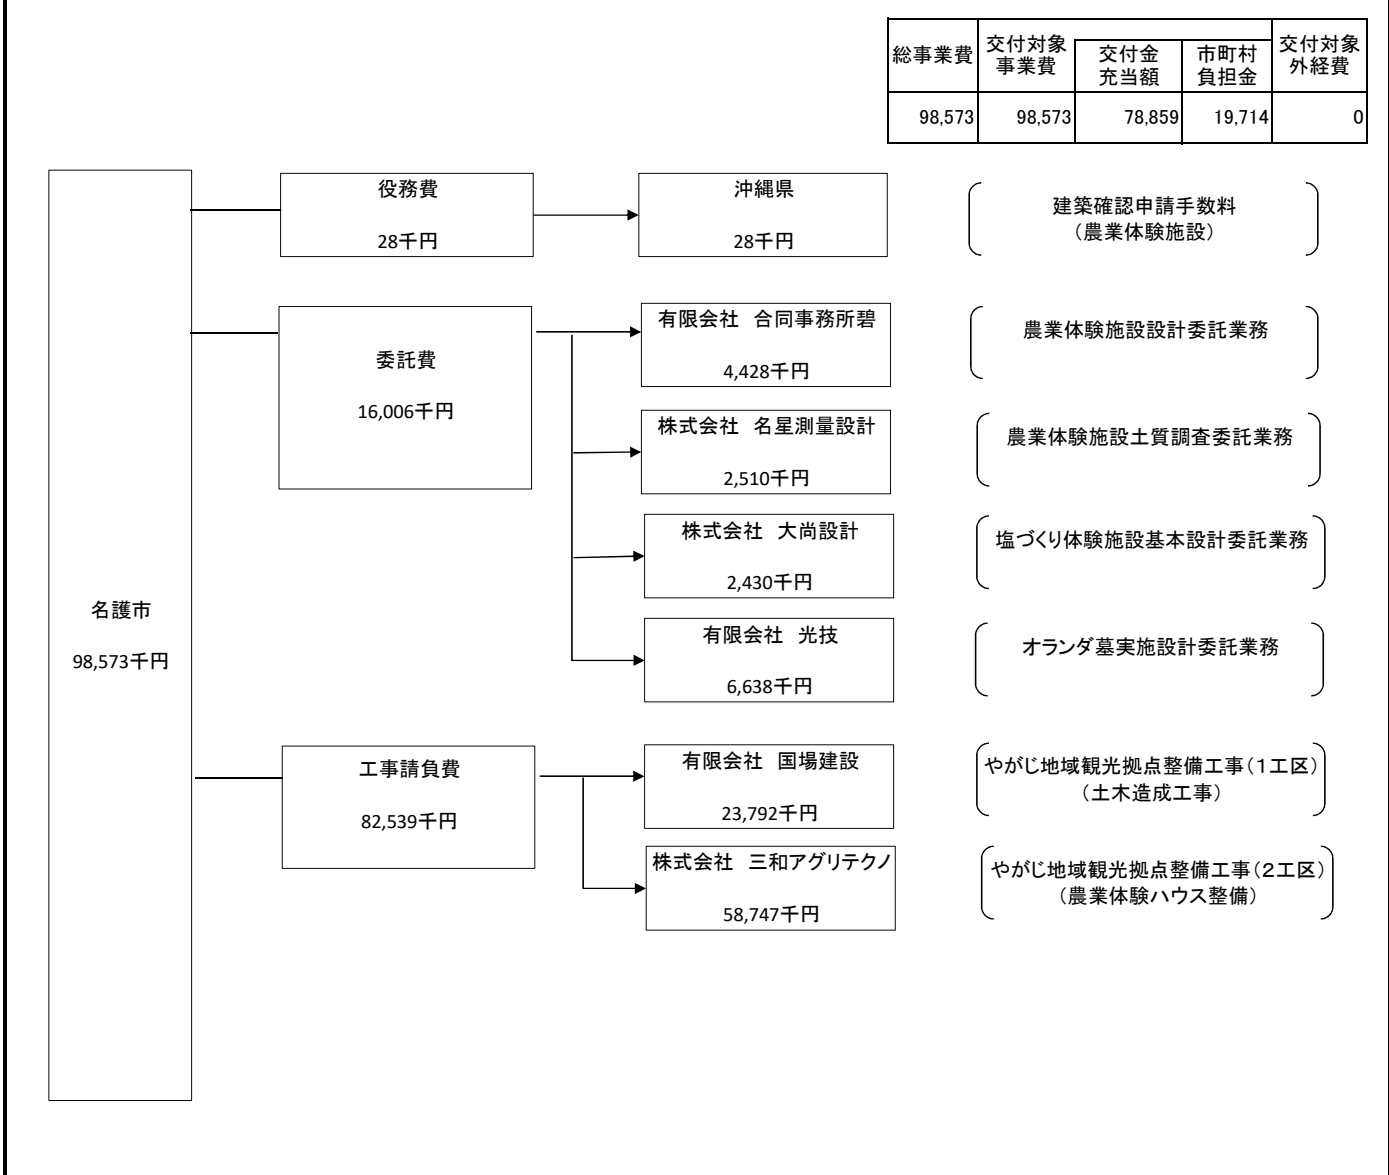 総事業費
交付対象
事業費
交付金
充当額
市町村
負担金
交付対象
外経費
98,573
98,573
78,859
19,714
0
名護市
98,573千円
役務費
28千円
沖縄県
28千円
建築確認申請手数料
（農業体験施設）
委託費
16,006千円
有限会社　合同事務所碧
4,428千円
農業体験施設設計委託業務
株式会社　名星測量設計
2,510千円
農業体験施設土質調査委託業務
株式会社　大尚設計
2,430千円
塩づくり体験施設基本設計委託業務
有限会社　光技
6,638千円
オランダ墓実施設計委託業務
工事請負費
82,539千円
有限会社　国場建設
23,792千円
やがじ地域観光拠点整備工事（１工区）
（土木造成工事）
株式会社　三和アグリテクノ
58,747千円
やがじ地域観光拠点整備工事（２工区）
（農業体験ハウス整備）